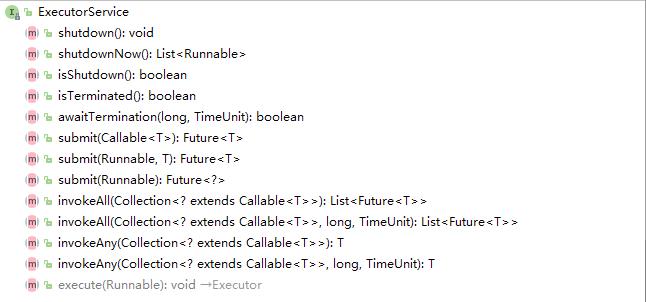 ExecutorService
shutdown(): void
shutdownNow(): List<Runnable>
isShutdown(): boolean
isTerminated(): boolean
awaitTermination(long, TimeUnit): boolean
submit(Callable<T>): Future<T>
submit(Runnable, T): Future<T>
submit(Runnable): Future<?>
invokeAll(Collection<? extends Callable<T>>): List<Future<T>>
invokeAll(Collection<? extends Callable<T>>, long, TimeUnit): List<Future<T>>
invokeAny(Collection<? extends Callable<T>>): T
invokeAny(Collection<? extends Callable<T>>, long, TimeUnit): T
execute(Runnable): void →Executor